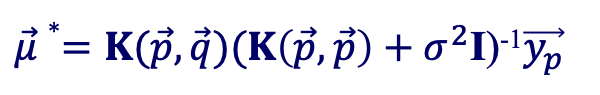 μ⃗ * = 𝐊(p⃗, q⃗)(𝐊(p⃗, p⃗) + σ²𝐈)⁻¹y⃗ₚ